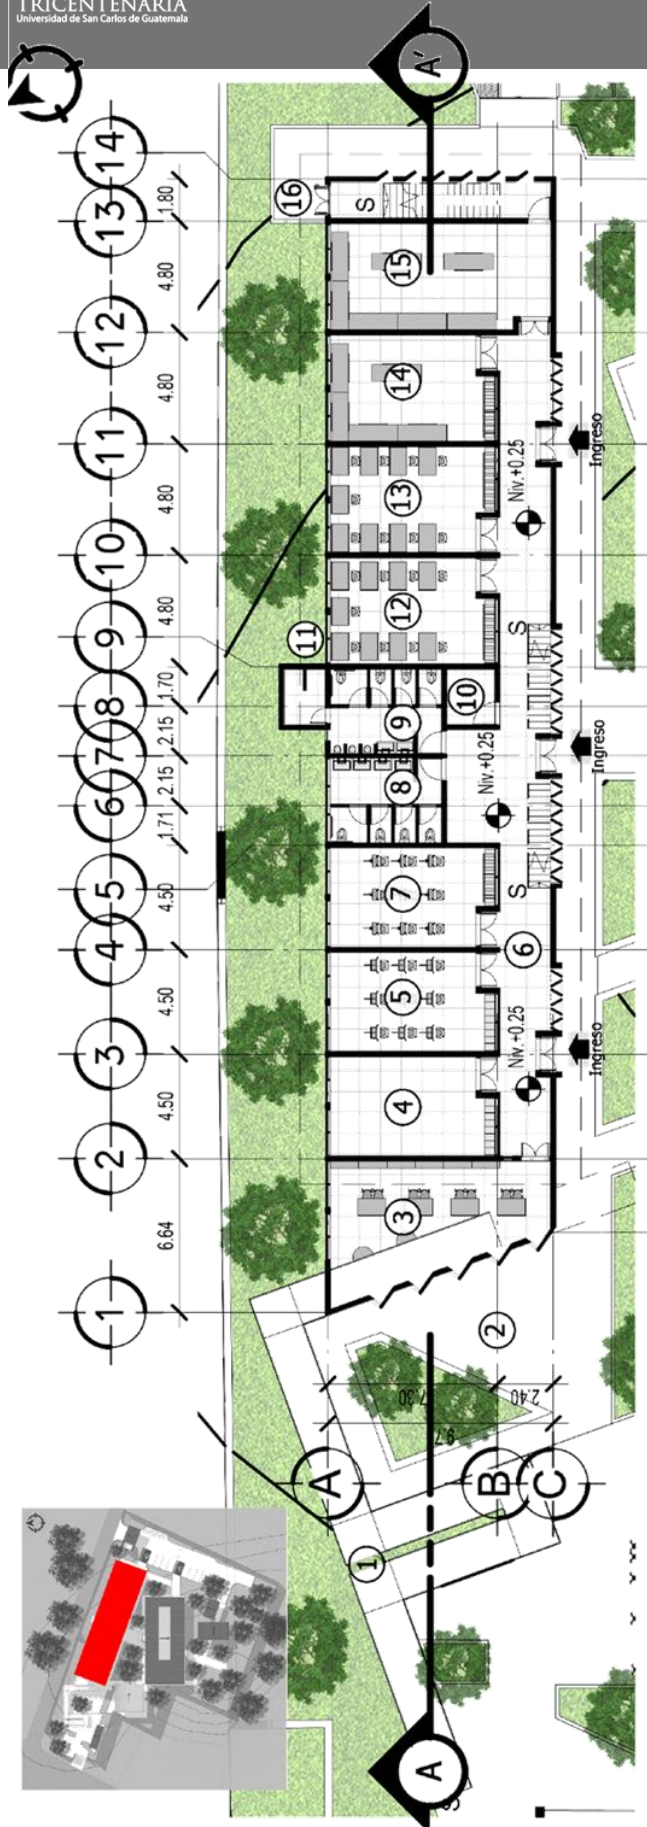 TRICENTENARIA
Universidad de San Carlos de Guatemala
A'
14
13
12
11
10
9
8
7
6
5
4
3
2
1
1.80
4.80
4.80
4.80
4.80
1.70
2.15
2.15
1.71
4.50
4.50
4.50
6.64
16
S
15
14
13
12
11
10
9
8
7
6
5
4
3
2
1
Niv.+0.25
Ingreso
S
Niv.+0.25
Ingreso
S
Niv.+0.25
Ingreso
7.30
2.40
9.7
A
B
C
A
S